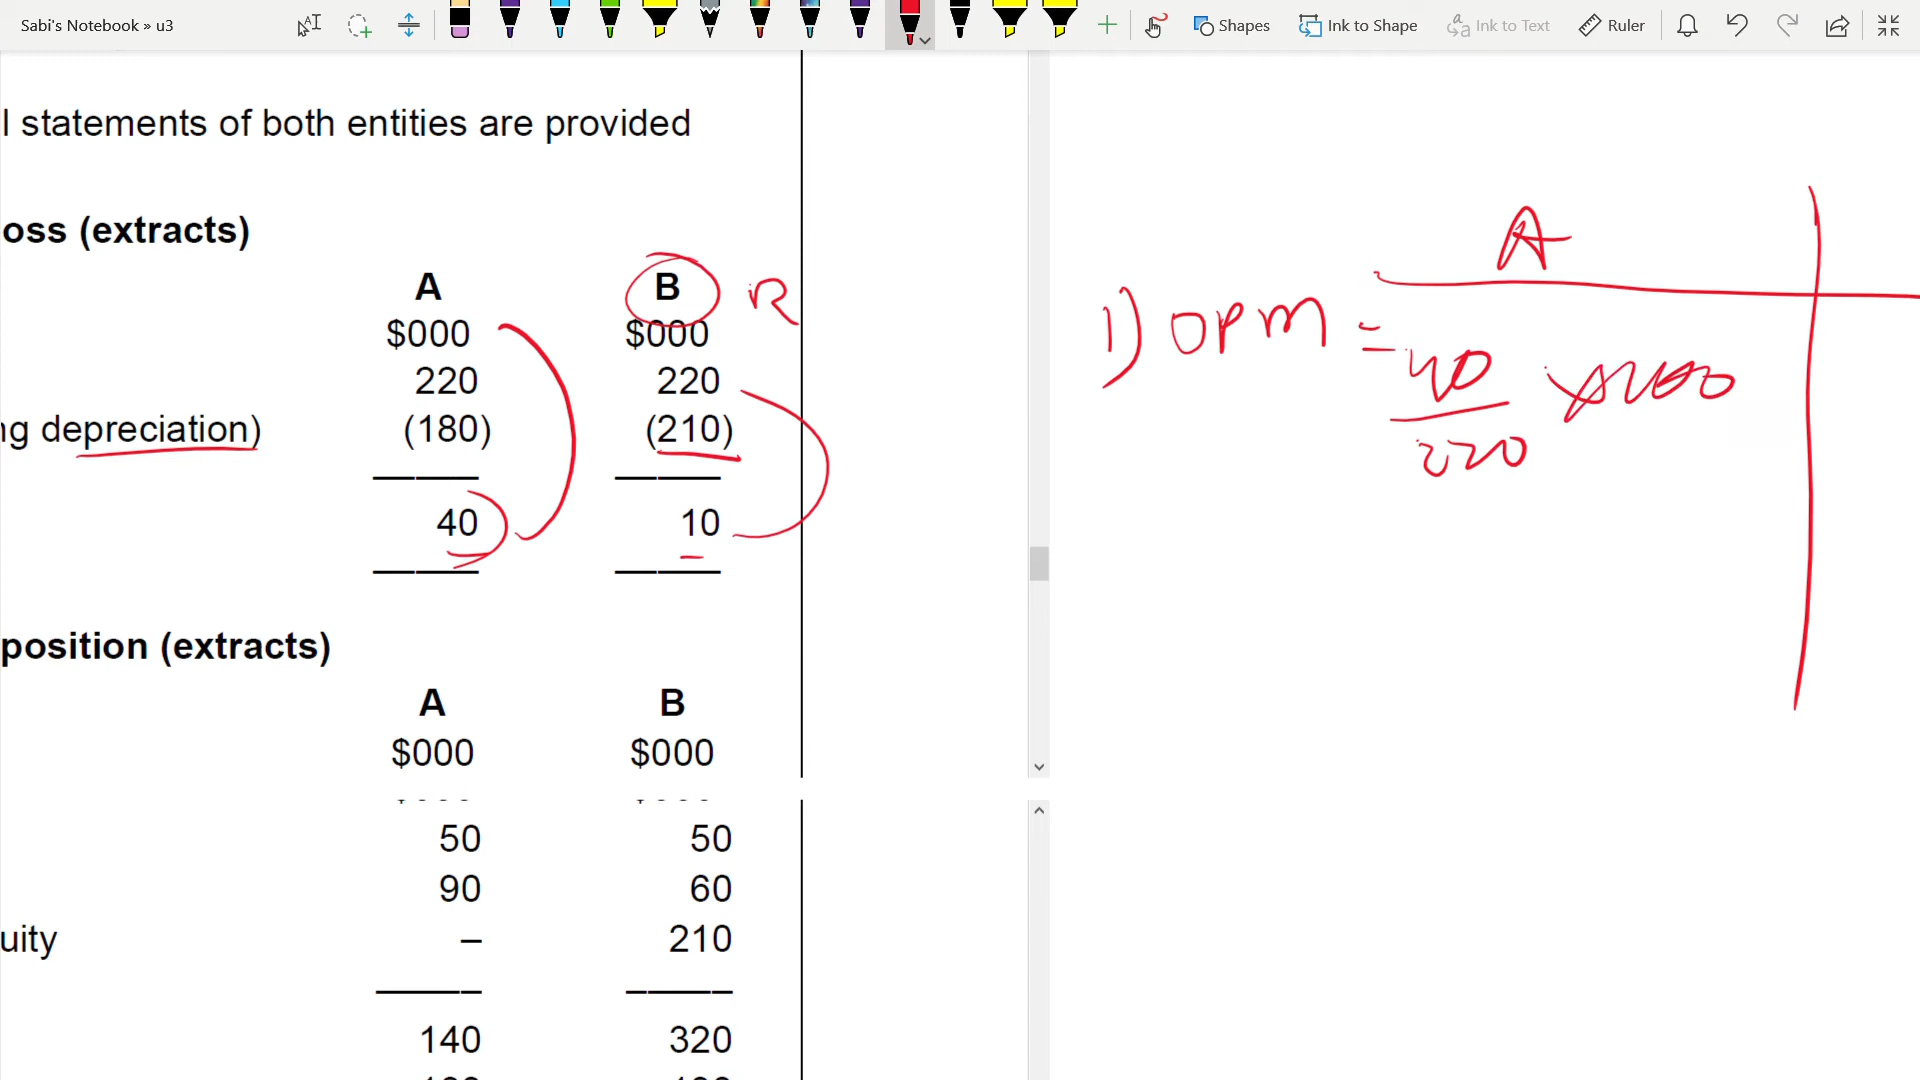 Sabi's Notebook » u3
Shapes
Ink to Shape
Ink to Text
Ruler
l statements of both entities are provided
oss (extracts)
A B R
$000 $000
220 220
ng depreciation) (180) (210)
40 10
position (extracts)
A B
$000 $000
50 50
90 60
uity – 210
140 320
A
1) OPM = 40
220